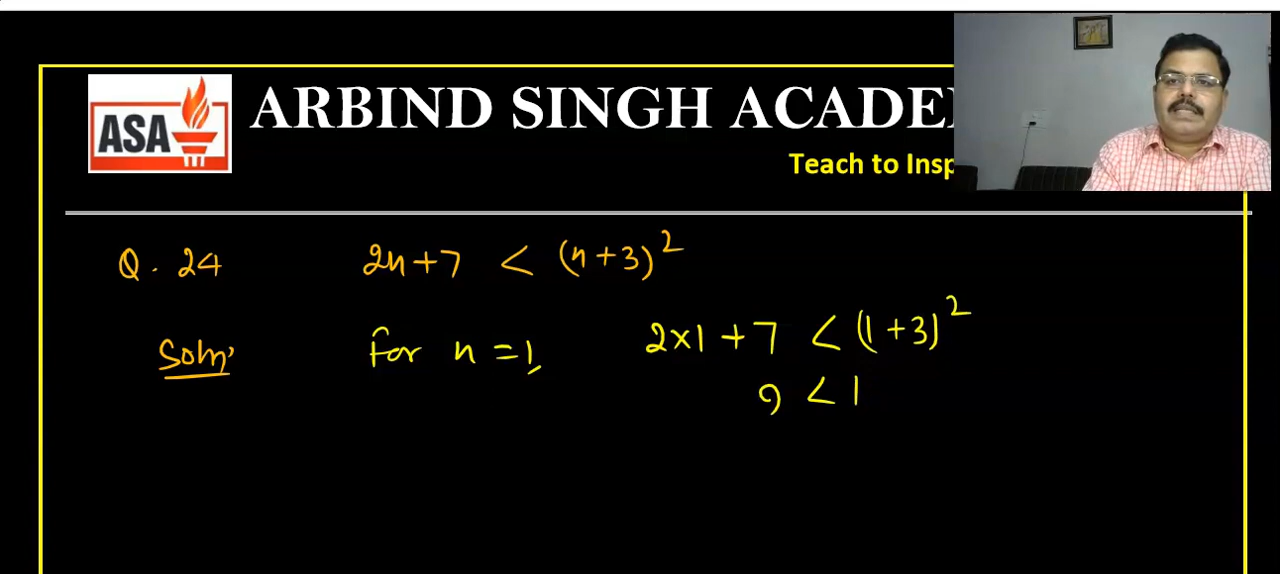 ASA
ARBIND SINGH ACADE
Teach to Insp
Q. 24 2n+7 < (n+3)²
Soln: for n = 1, 2×1 + 7 < (1+3)²
9 < 1